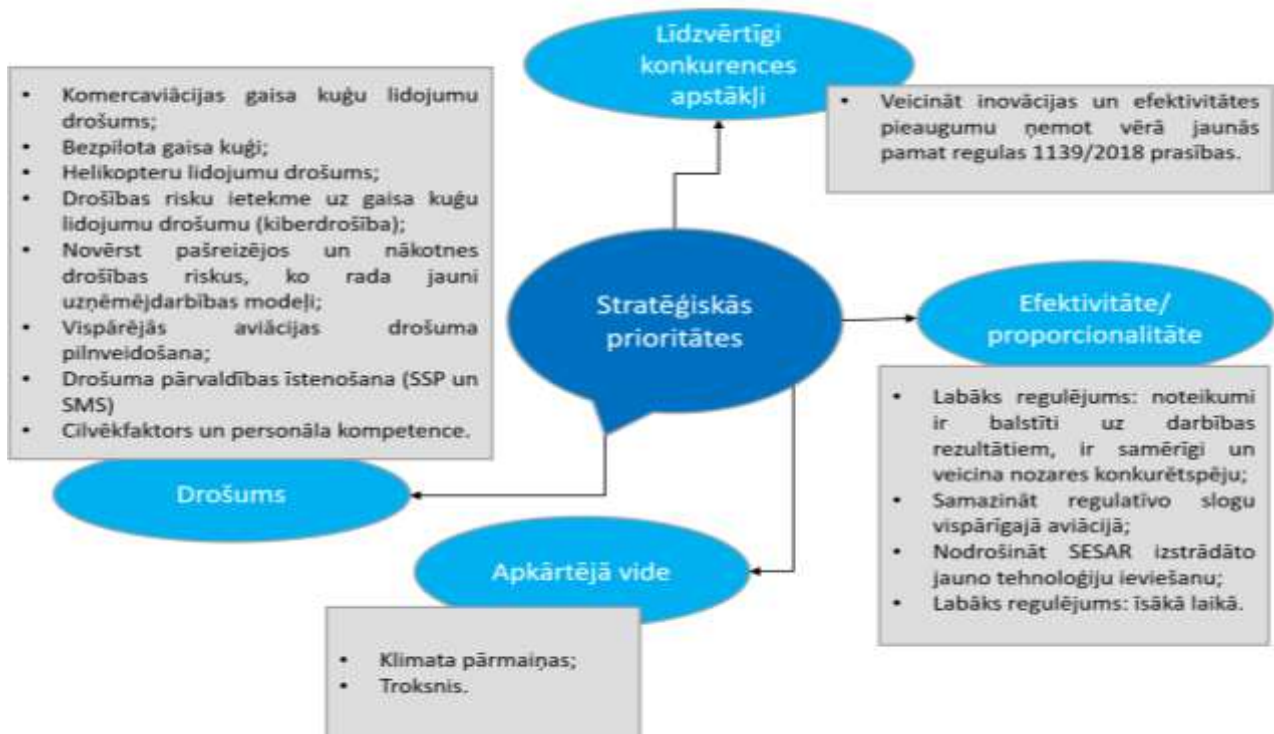 Līdzvērtīgi
konkurences
apstākļi
• Veicināt inovācijas un efektivitātes
pieaugumu ņemot vērā jaunās
pamat regulas 1139/2018 prasības.
• Komercaviācijas gaisa kuģu lidojumu
drošums;
• Bezpilota gaisa kuģi;
• Helikopteru lidojumu drošums;
• Drošības risku ietekme uz gaisa kuģu
lidojumu drošumu (kiberdrošība);
• Novērst pašreizējos un nākotnes
drošības riskus, ko rada jauni
uzņēmējdarbības modeļi;
• Vispārējās aviācijas drošuma
pilnveidošana;
• Drošuma pārvaldības īstenošana (SSP un
SMS)
• Cilvēkfaktors un personāla kompetence.
Drošums
Stratēģiskās
prioritātes
Efektivitāte/
proporcionalitāte
• Labāks regulējums: noteikumi
ir balstīti uz darbības
rezultātiem, ir samērīgi un
veicina nozares konkurētspēju;
• Samazināt regulatīvo slogu
vispārīgajā aviācijā;
• Nodrošināt SESAR izstrādāto
jauno tehnoloģiju ieviešanu;
• Labāks regulējums: īsākā laikā.
Apkārtējā vide
• Klimata pārmaiņas;
• Troksnis.